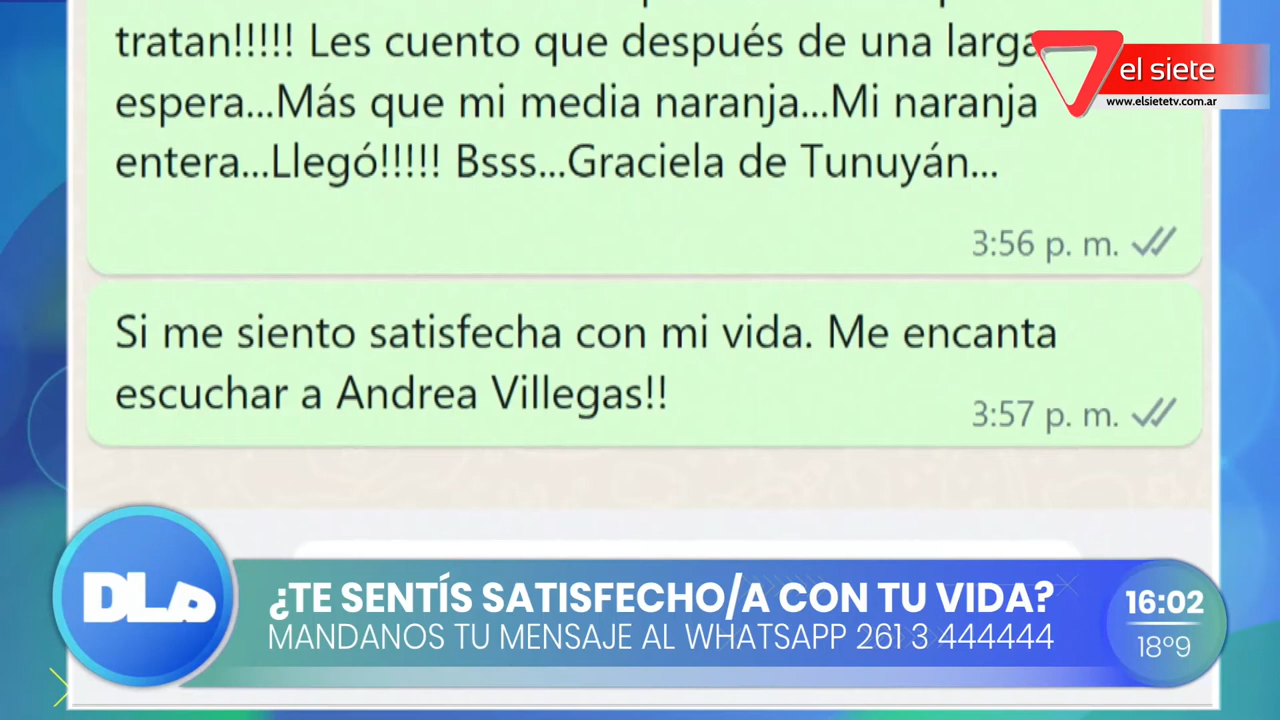 tratan!!!!! Les cuento que después de una larga
espera...Más que mi media naranja...Mi naranja
entera...Llegó!!!!! Bsss...Graciela de Tunuyán...
3:56 p. m.
Si me siento satisfecha con mi vida. Me encanta
escuchar a Andrea Villegas!!
3:57 p. m.
el siete
www.elsietetv.com.ar
DLA
¿TE SENTÍS SATISFECHO/A CON TU VIDA?
MANDANOS TU MENSAJE AL WHATSAPP 261 3 444444
16:02
18º9